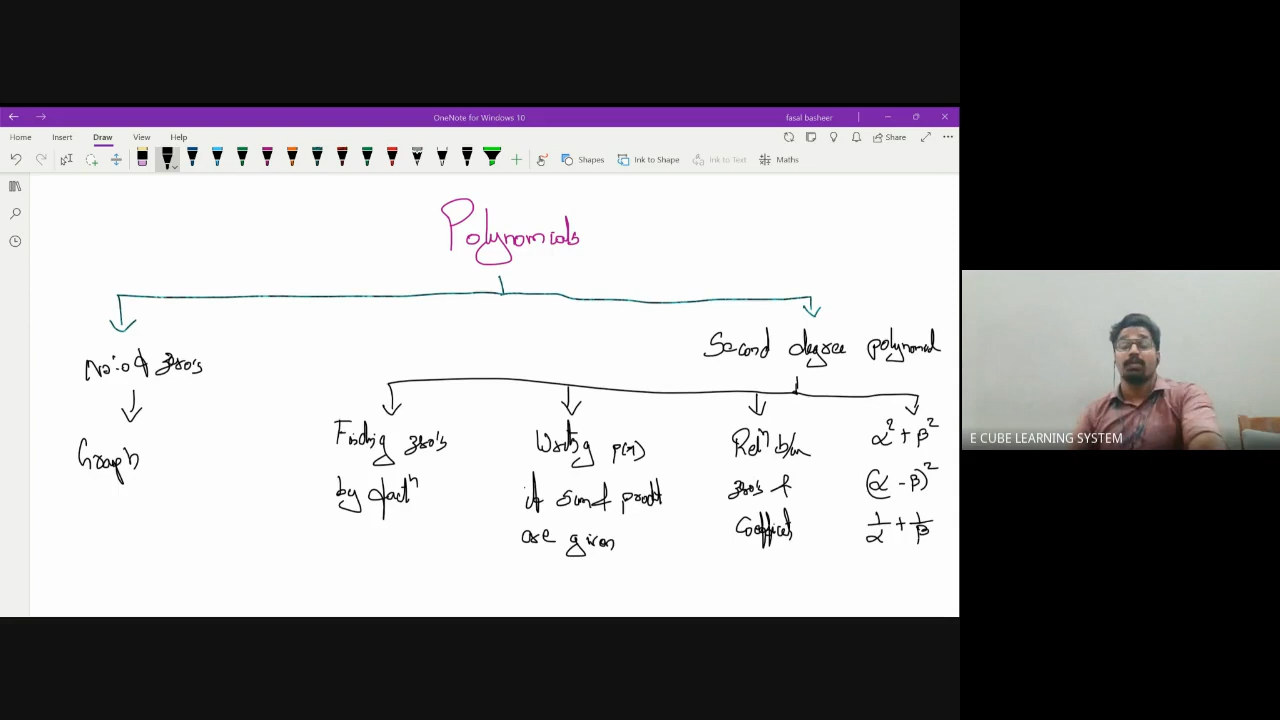 OneNote for Windows 10
fasal basheer
Home Insert Draw View Help
Share
Shapes Ink to Shape Ink to Text Maths
Polynomials
No. of zero's
Graph
Second degree polynomial
Finding zero's
by factⁿ
Writing p(x)
if sum & prodt
are given
Relⁿ b/w
zero's &
Coefficients
α² + β²
(α - β)²
1/α + 1/β
E CUBE LEARNING SYSTEM